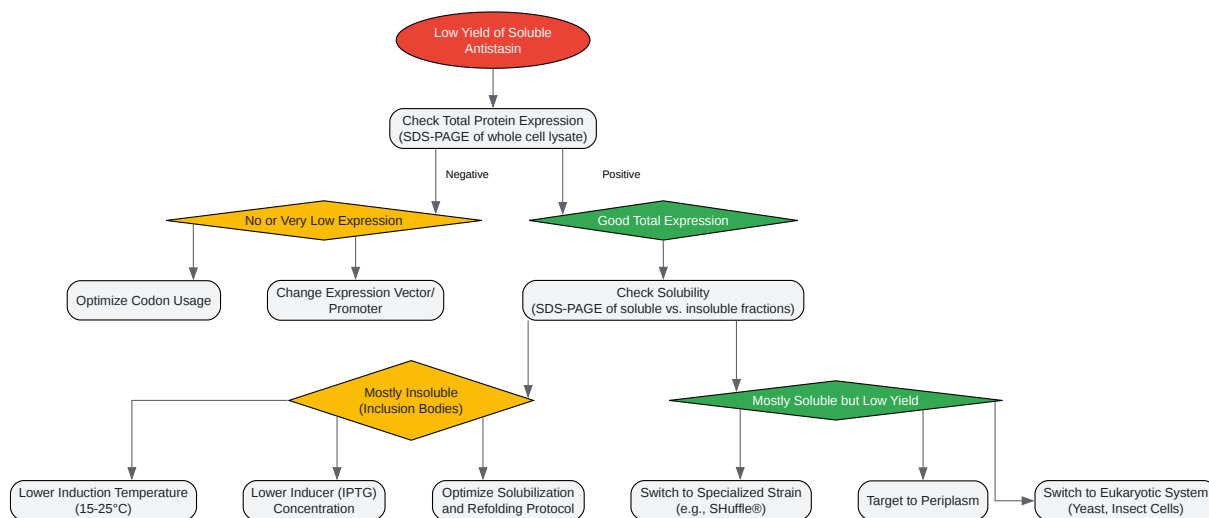 Low Yield of Soluble
Antistasin
Check Total Protein Expression
(SDS-PAGE of whole cell lysate)
Negative
Positive
No or Very Low Expression
Good Total Expression
Optimize Codon Usage
Change Expression Vector/
Promoter
Check Solubility
(SDS-PAGE of soluble vs. insoluble fractions)
Mostly Insoluble
(Inclusion Bodies)
Mostly Soluble but Low Yield
Lower Induction Temperature
(15-25°C)
Lower Inducer (IPTG)
Concentration
Optimize Solubilization
and Refolding Protocol
Switch to Specialized Strain
(e.g., SHuffle®)
Target to Periplasm
Switch to Eukaryotic System
(Yeast, Insect Cells)